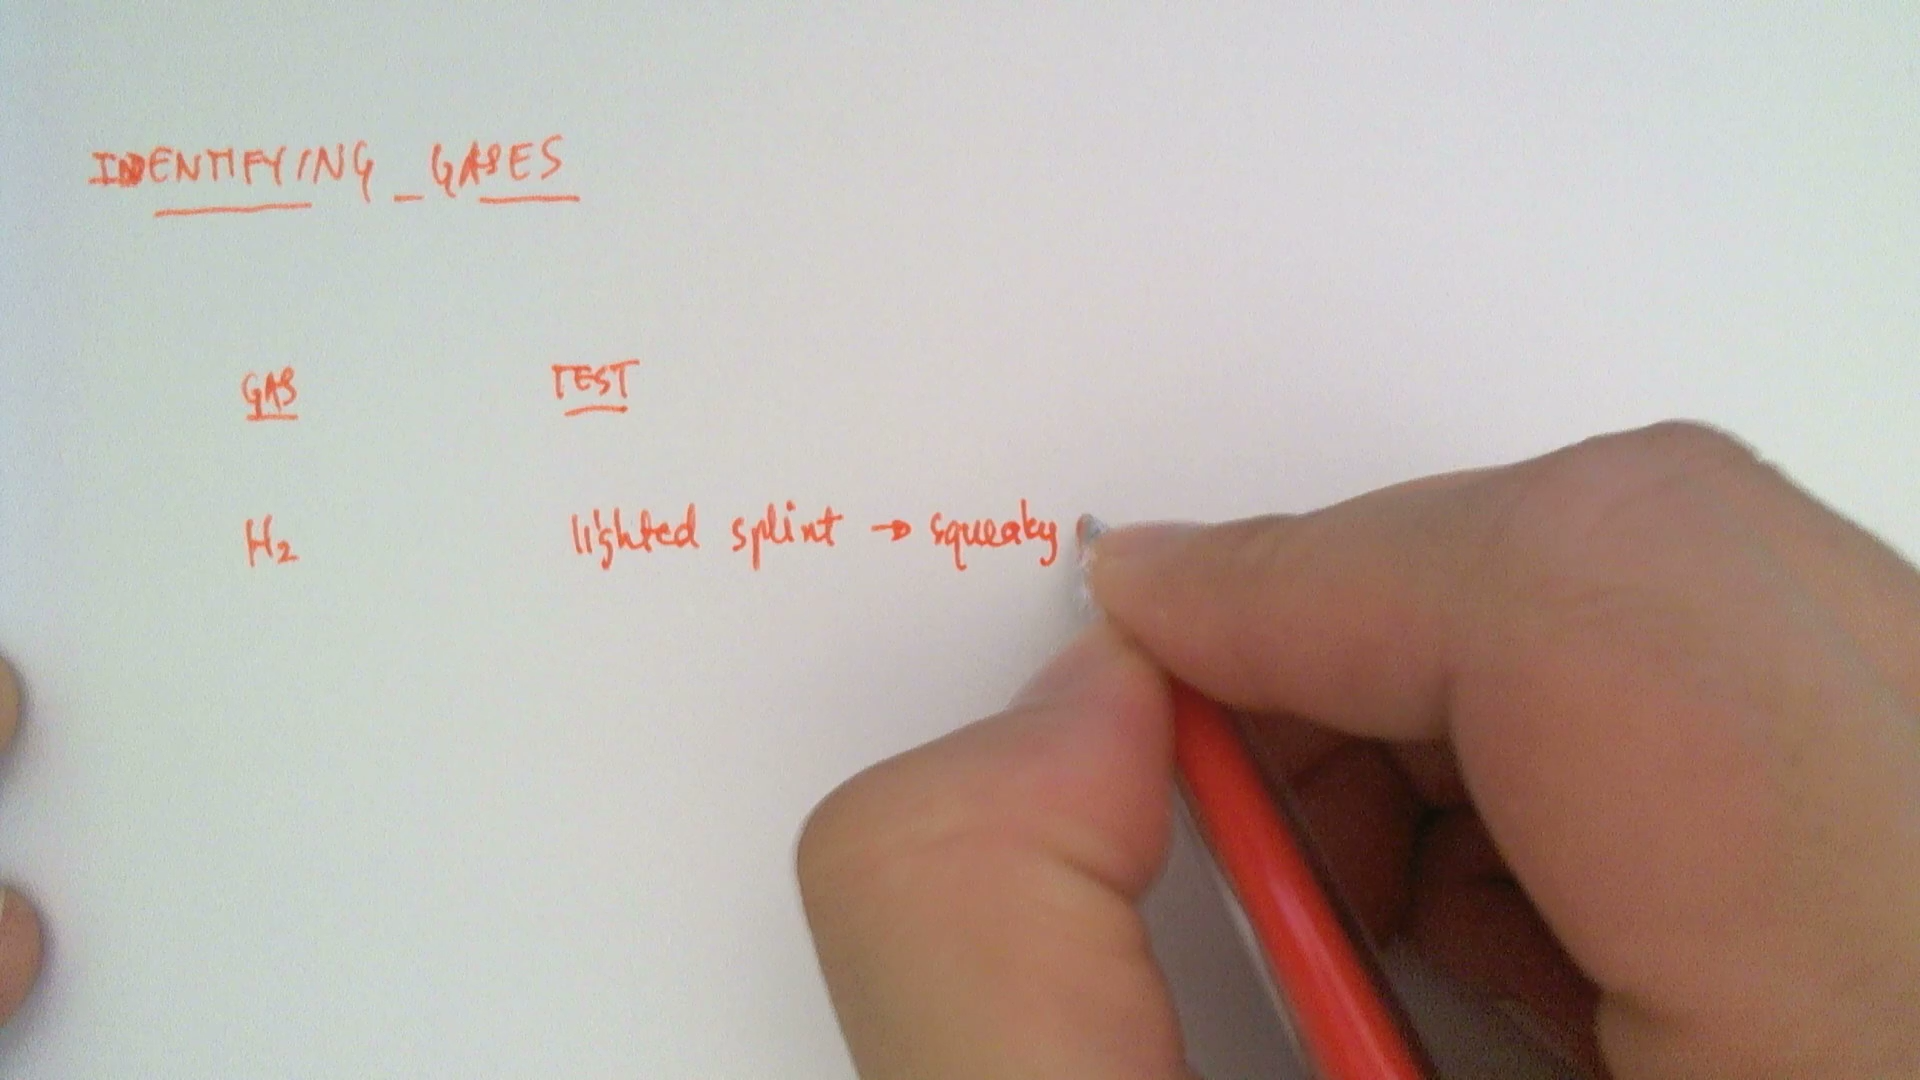 IDENTIFYING GASES
GAS TEST
H₂ lighted splint → squeaky